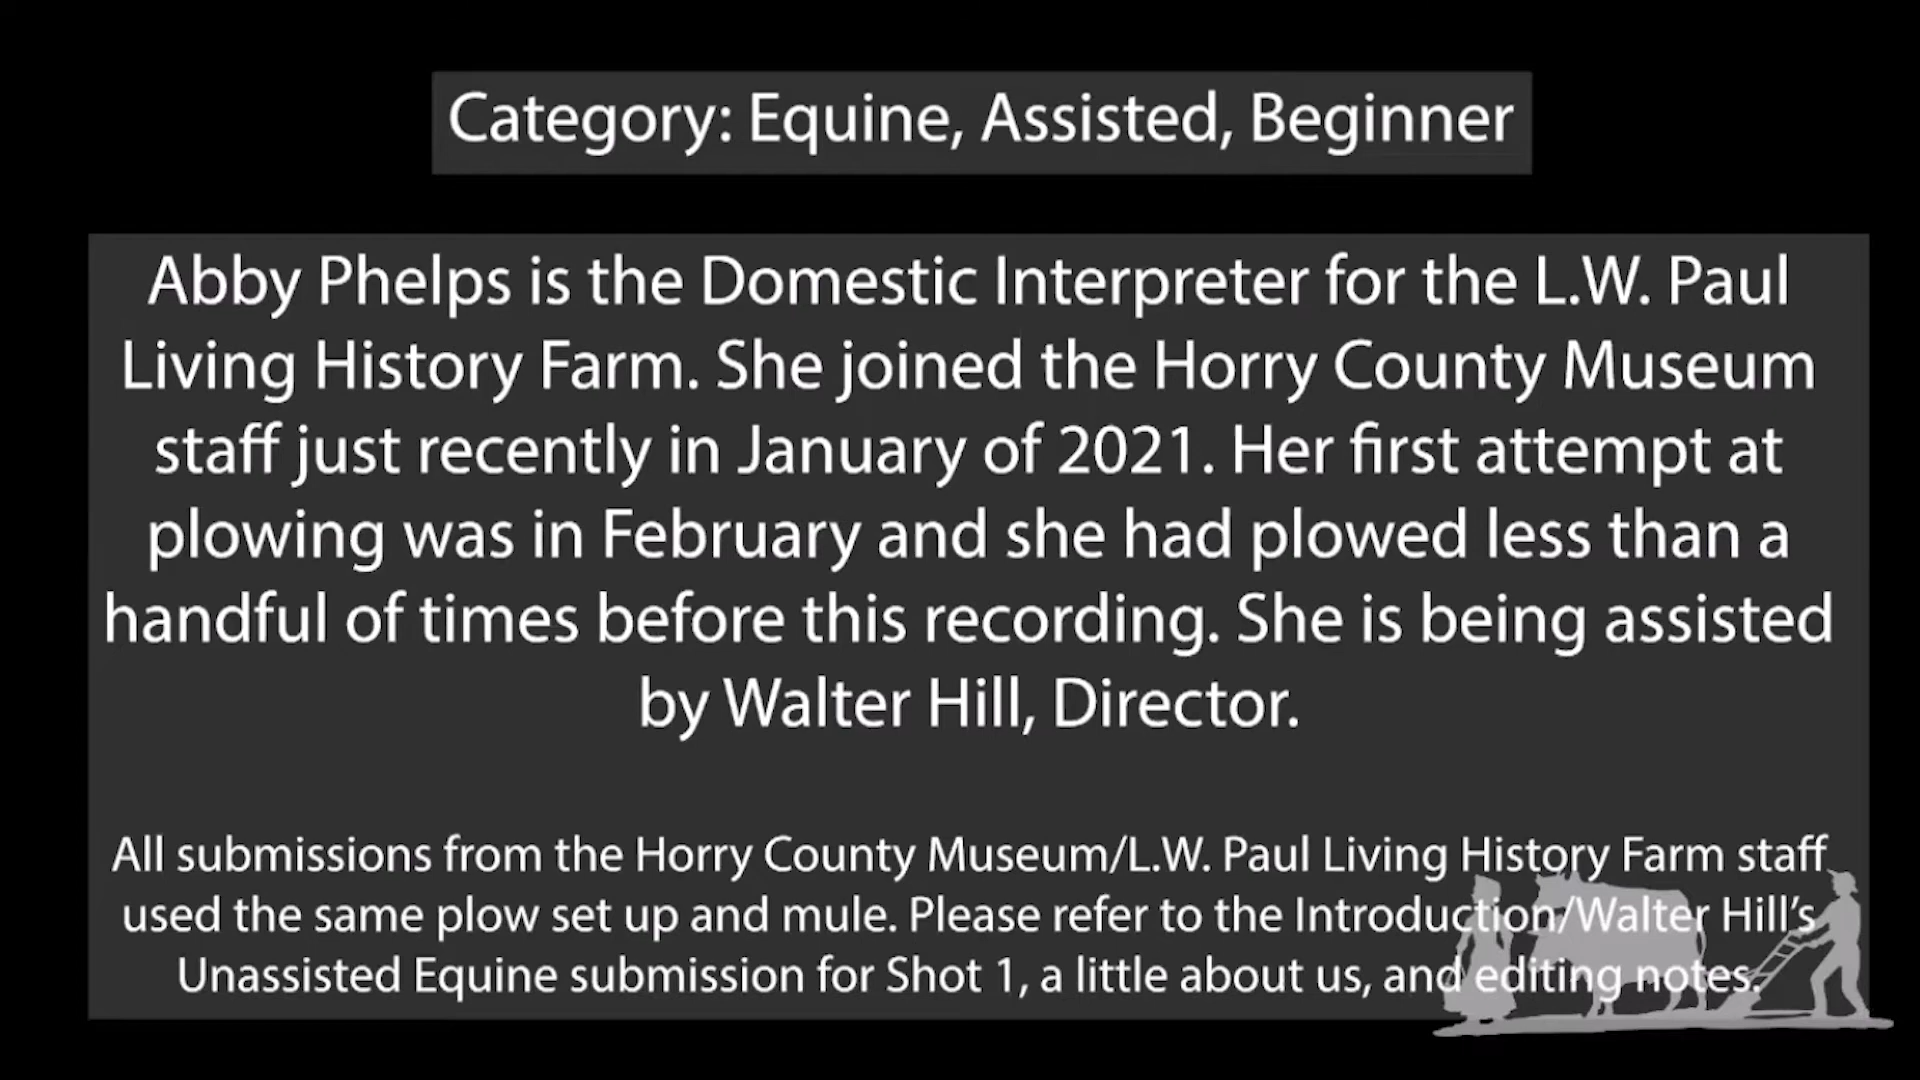 Category: Equine, Assisted, Beginner
Abby Phelps is the Domestic Interpreter for the L.W. Paul
Living History Farm. She joined the Horry County Museum
staff just recently in January of 2021. Her first attempt at
plowing was in February and she had plowed less than a
handful of times before this recording. She is being assisted
by Walter Hill, Director.
All submissions from the Horry County Museum/L.W. Paul Living History Farm staff
used the same plow set up and mule. Please refer to the Introduction/Walter Hill’s
Unassisted Equine submission for Shot 1, a little about us, and editing notes.